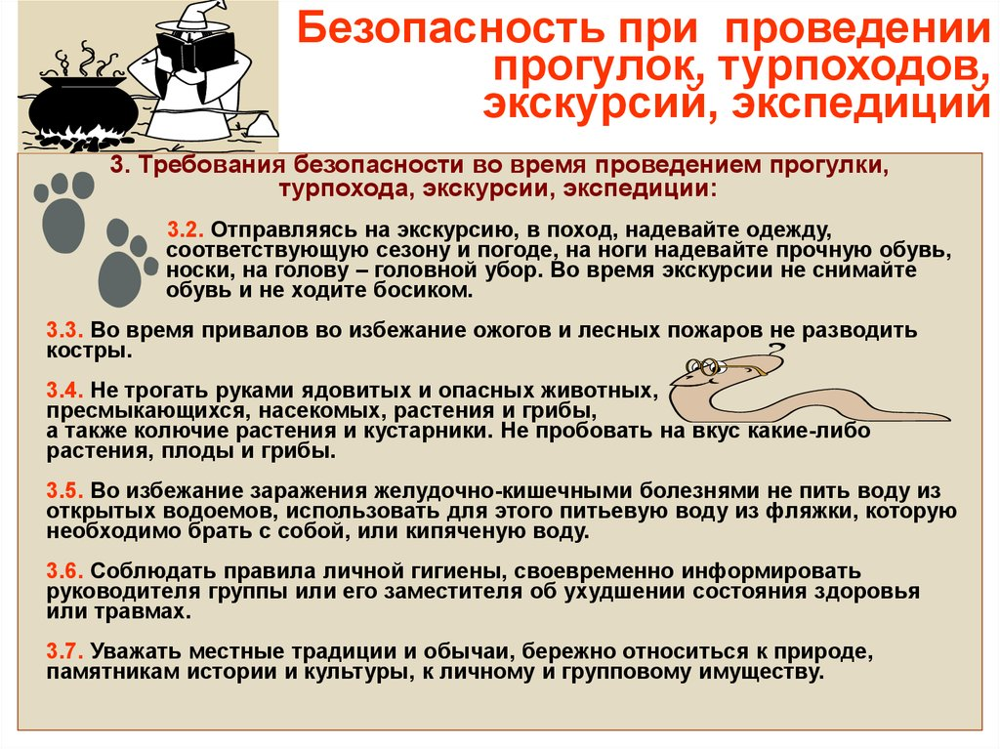 Безопасность при проведении
прогулок, турпоходов,
экскурсий, экспедиций
3. Требования безопасности во время проведением прогулки,
турпохода, экскурсии, экспедиции:
3.2. Отправляясь на экскурсию, в поход, надевайте одежду,
соответствующую сезону и погоде, на ноги надевайте прочную обувь,
носки, на голову – головной убор. Во время экскурсии не снимайте
обувь и не ходите босиком.
3.3. Во время привалов во избежание ожогов и лесных пожаров не разводить
костры.
3.4. Не трогать руками ядовитых и опасных животных,
пресмыкающихся, насекомых, растения и грибы,
а также колючие растения и кустарники. Не пробовать на вкус какие-либо
растения, плоды и грибы.
3.5. Во избежание заражения желудочно-кишечными болезнями не пить воду из
открытых водоемов, использовать для этого питьевую воду из фляжки, которую
необходимо брать с собой, или кипяченую воду.
3.6. Соблюдать правила личной гигиены, своевременно информировать
руководителя группы или его заместителя об ухудшении состояния здоровья
или травмах.
3.7. Уважать местные традиции и обычаи, бережно относиться к природе,
памятникам истории и культуры, к личному и групповому имуществу.